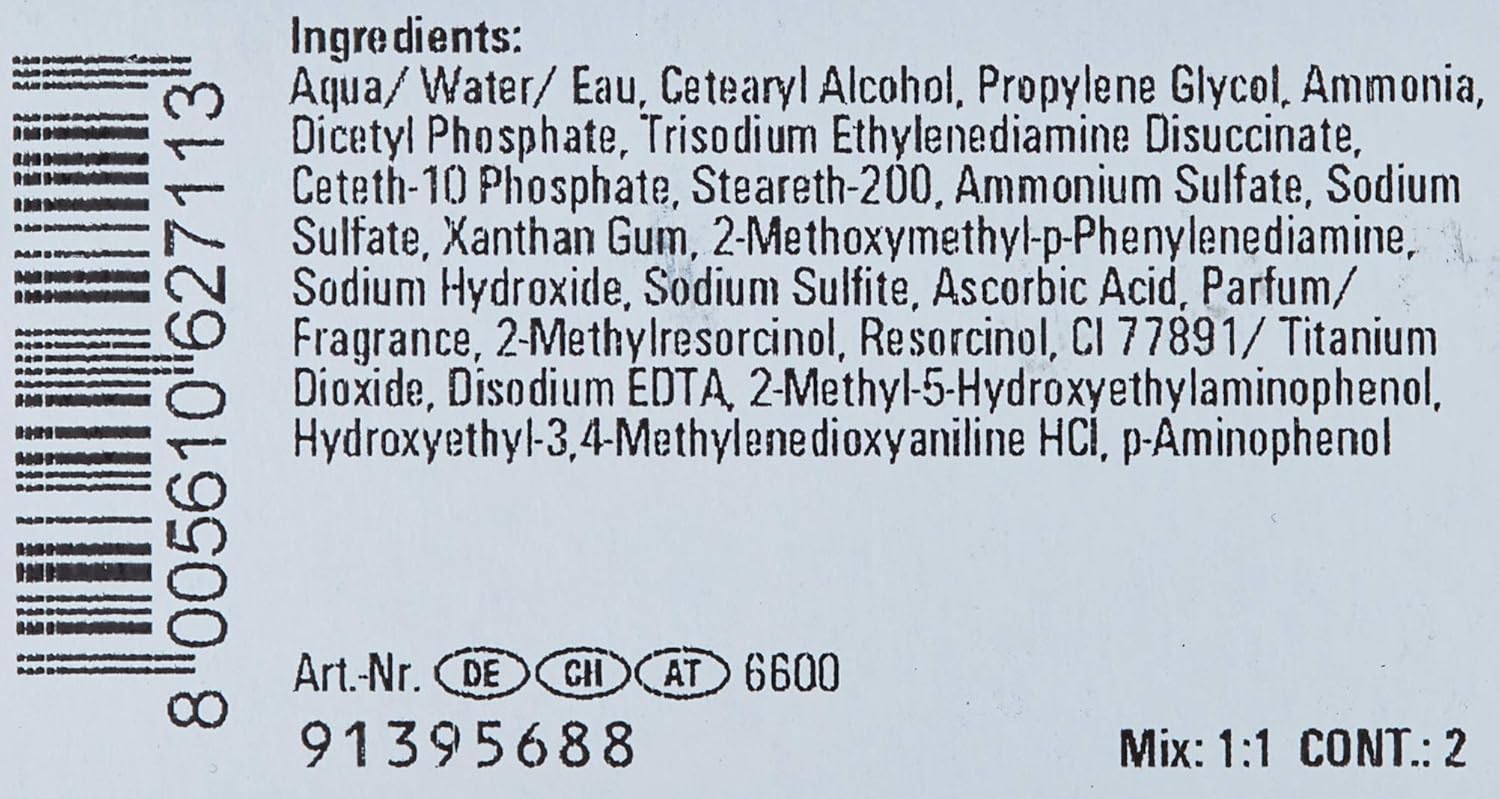 Ingredients:
Aqua/ Water/ Eau, Cetearyl Alcohol, Propylene Glycol, Ammonia,
Dicetyl Phosphate, Trisodium Ethylenediamine Disuccinate,
Ceteth-10 Phosphate, Steareth-200, Ammonium Sulfate, Sodium
Sulfate, Xanthan Gum, 2-Methoxymethyl-p-Phenylenediamine,
Sodium Hydroxide, Sodium Sulfite, Ascorbic Acid, Parfum/
Fragrance, 2-Methylresorcinol, Resorcinol, CI 77891/ Titanium
Dioxide, Disodium EDTA, 2-Methyl-5-Hydroxyethylaminophenol,
Hydroxyethyl-3,4-Methylenedioxyaniline HCl, p-Aminophenol
8 005610 627113
Art.-Nr. DE CH AT 6600
91395688
Mix: 1:1 CONT.: 2